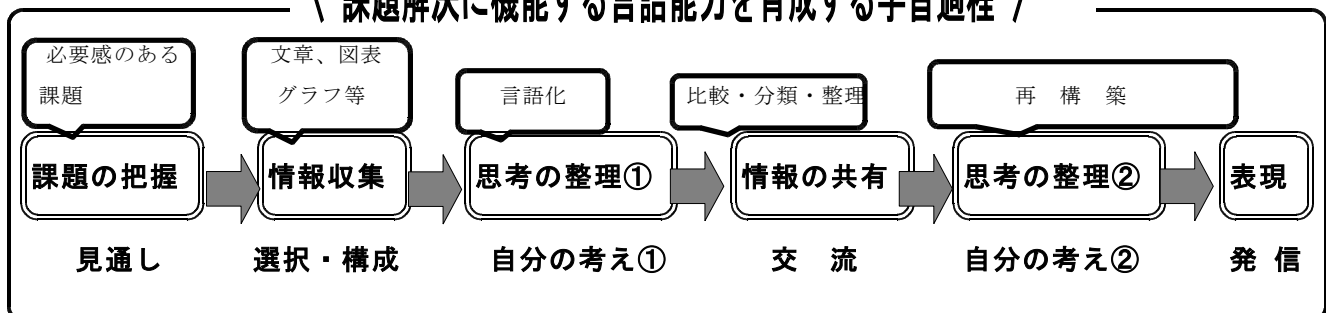 \ 課題解決に機能する言語能力を育成する学習過程 /
必要感のある
課題
文章、図表
グラフ等
言語化
比較・分類・整理
再 構 築
課題の把握
情報収集
思考の整理①
情報の共有
思考の整理②
表現
見通し
選択・構成
自分の考え①
交 流
自分の考え②
発 信